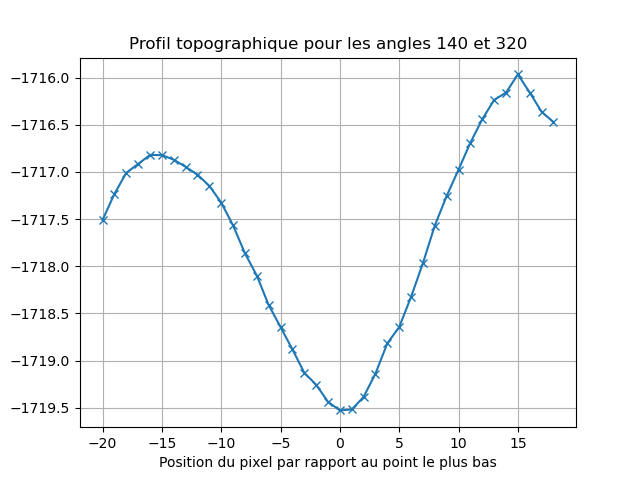 Profil topographique pour les angles 140 et 320
−1716.0
−1716.5
−1717.0
−1717.5
−1718.0
−1718.5
−1719.0
−1719.5
−20 −15 −10 −5 0 5 10 15
Position du pixel par rapport au point le plus bas